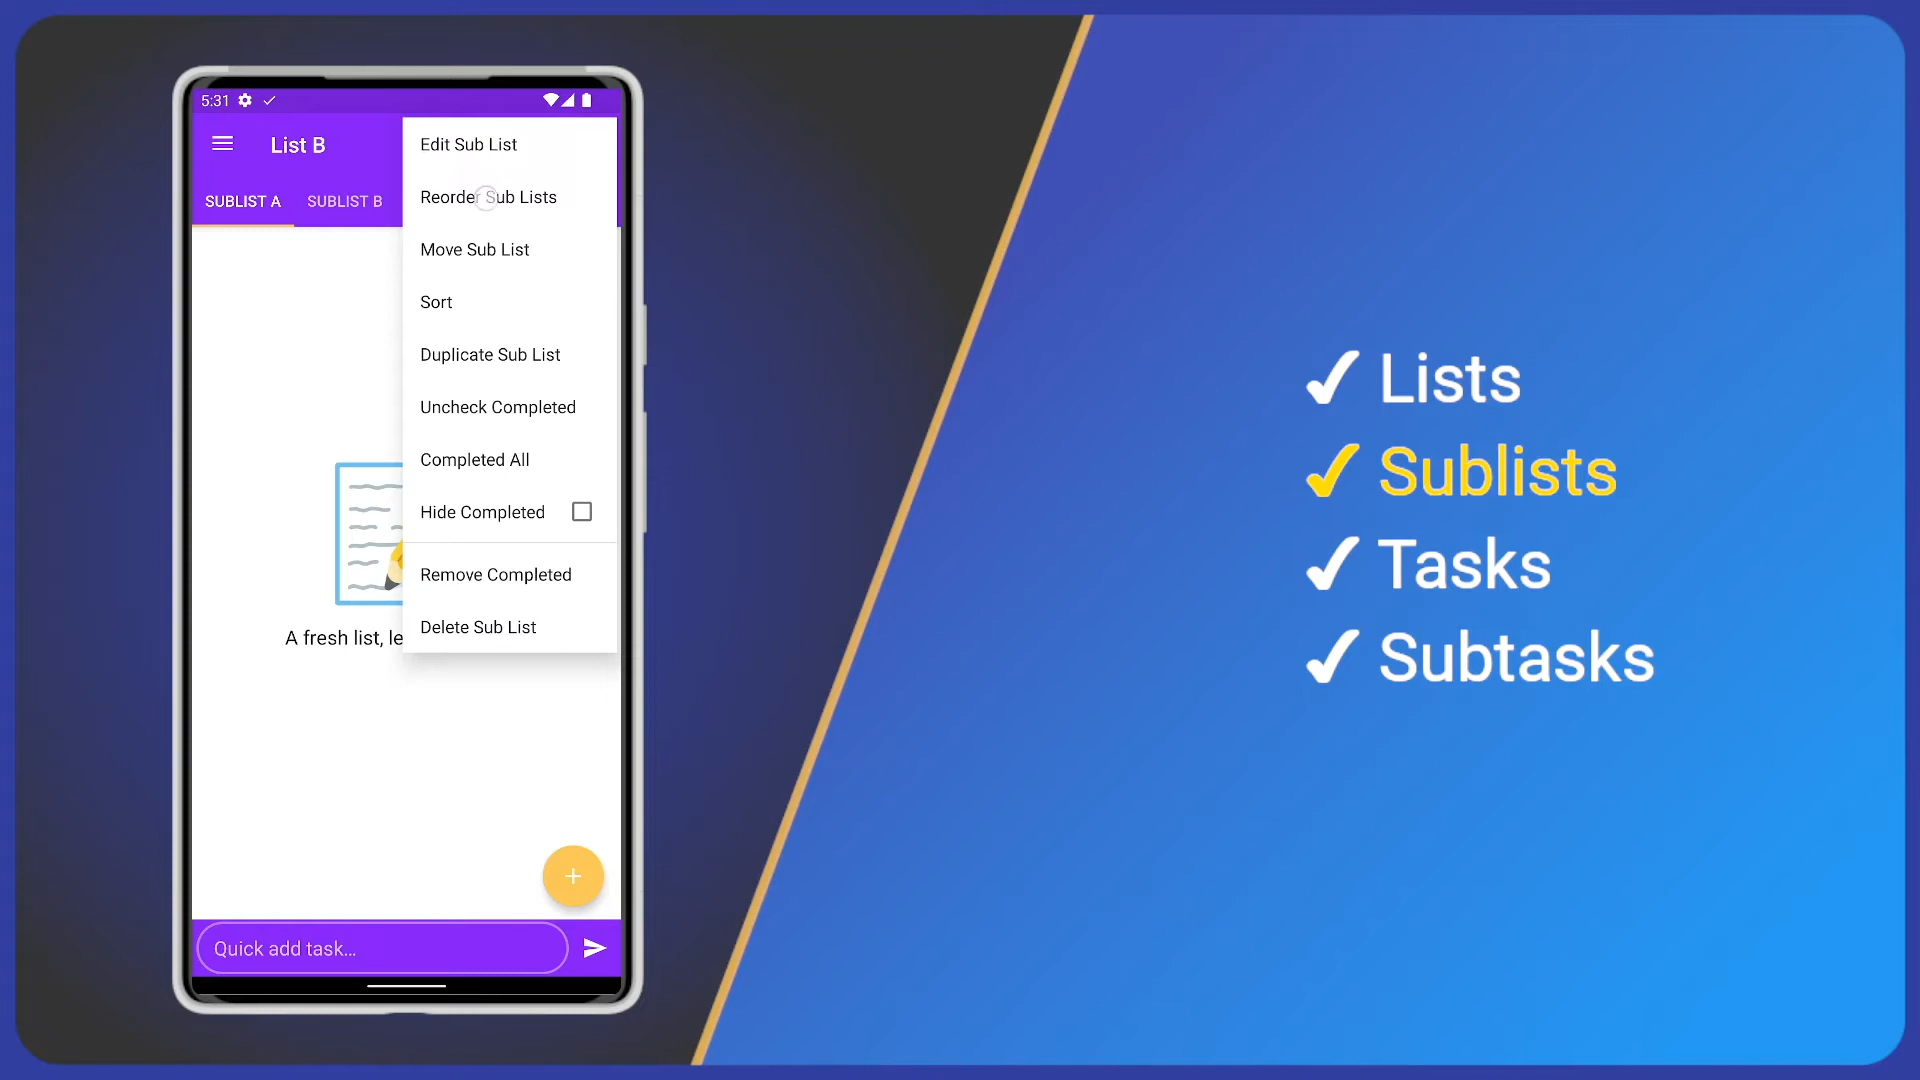 5:31
List B
SUBLIST A
SUBLIST B
Edit Sub List
Reorder Sub Lists
Move Sub List
Sort
Duplicate Sub List
Uncheck Completed
Completed All
Hide Completed
Remove Completed
Delete Sub List
A fresh list, le
Quick add task...
Lists
Sublists
Tasks
Subtasks